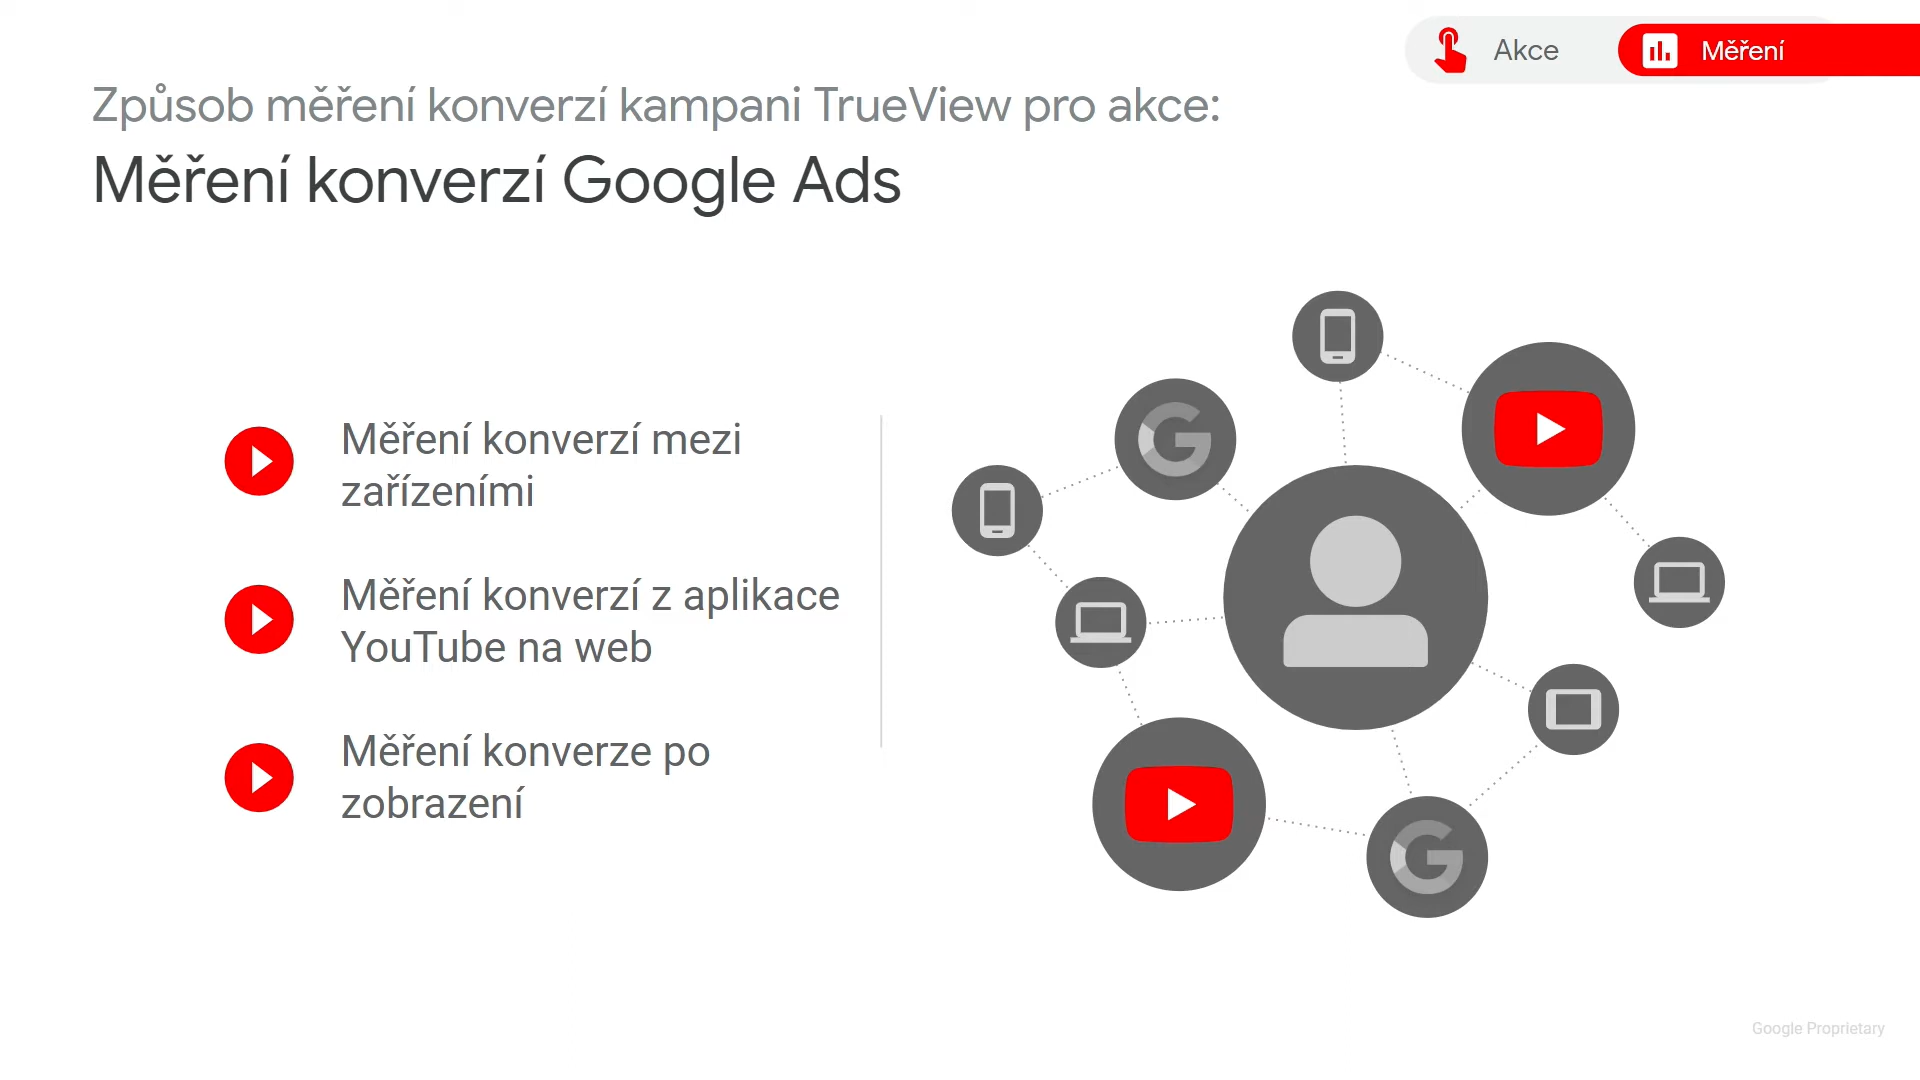 Akce
Měření
Způsob měření konverzí kampani TrueView pro akce:
Měření konverzí Google Ads
Měření konverzí mezi
zařízeními
Měření konverzí z aplikace
YouTube na web
Měření konverze po
zobrazení
Google Proprietary